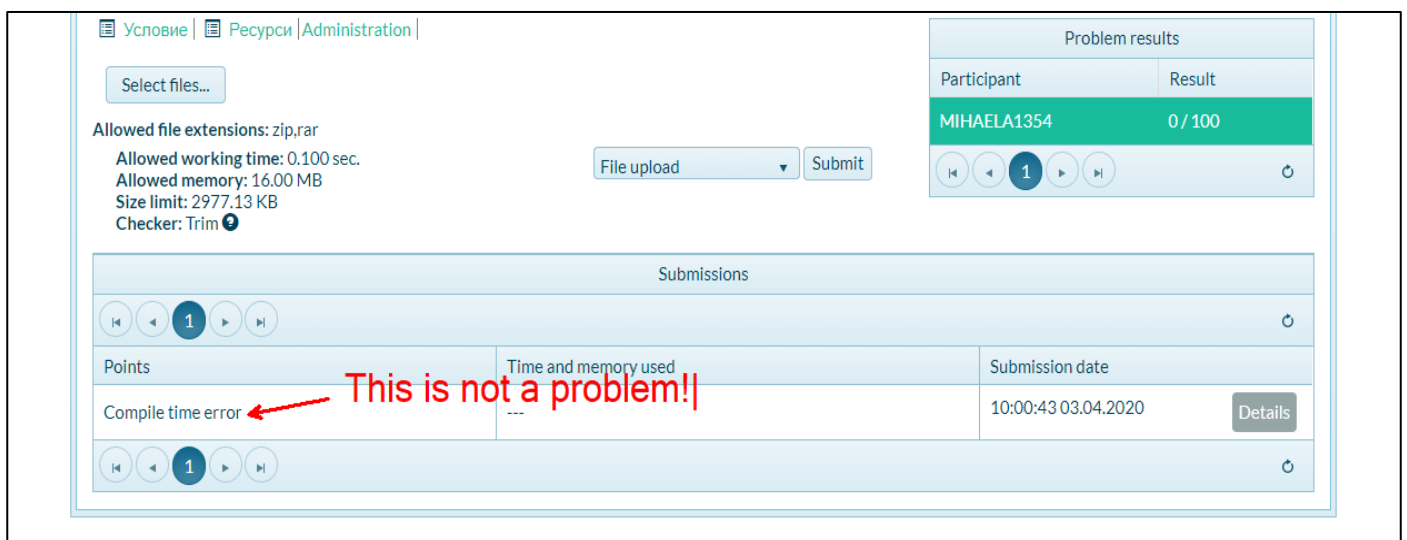 Условие | Ресурси |Administration|
Select files...
Allowed file extensions: zip,rar
Allowed working time: 0.100 sec.
Allowed memory: 16.00 MB
Size limit: 2977.13 KB
Checker: Trim ?
File upload ▼ Submit
Problem results
Participant Result
MIHAELA1354 0 / 100
1
Submissions
1
Points Time and memory used Submission date
This is not a problem!|
Compile time error --- 10:00:43 03.04.2020 Details
1